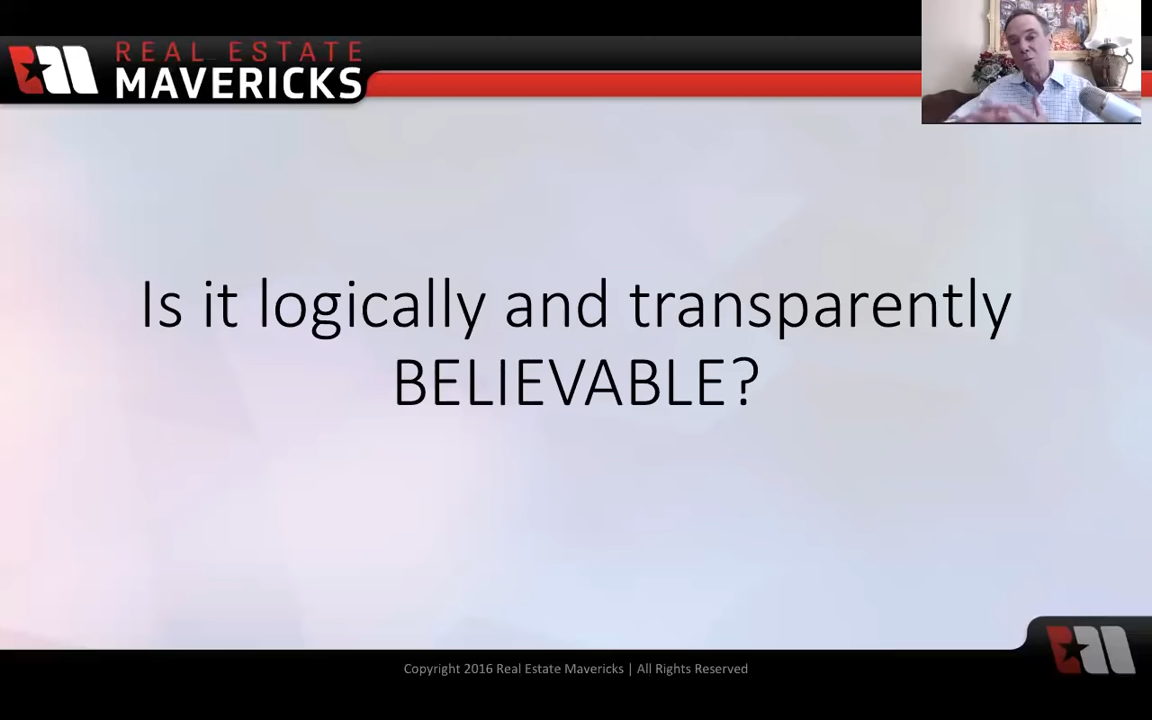 REAL ESTATE
MAVERICKS
Is it logically and transparently
BELIEVABLE?
Copyright 2016 Real Estate Mavericks | All Rights Reserved